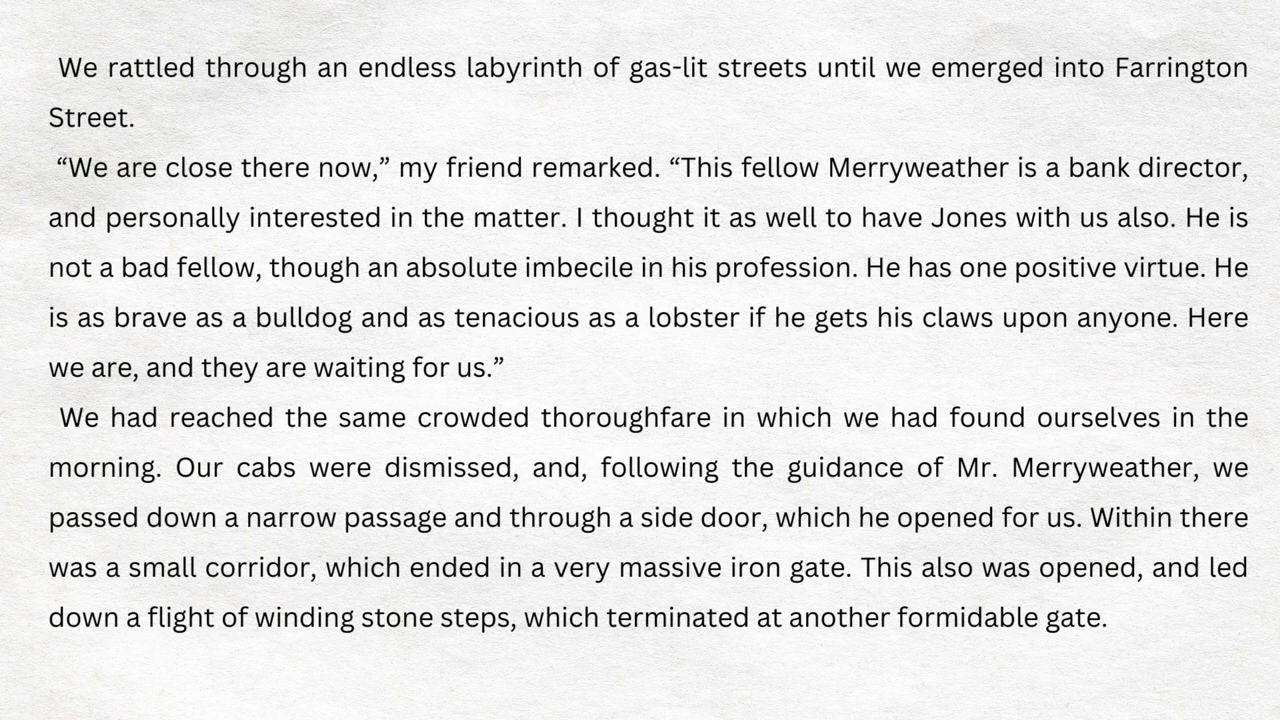 We rattled through an endless labyrinth of gas-lit streets until we emerged into Farrington
Street.
“We are close there now,” my friend remarked. “This fellow Merryweather is a bank director,
and personally interested in the matter. I thought it as well to have Jones with us also. He is
not a bad fellow, though an absolute imbecile in his profession. He has one positive virtue. He
is as brave as a bulldog and as tenacious as a lobster if he gets his claws upon anyone. Here
we are, and they are waiting for us.”
We had reached the same crowded thoroughfare in which we had found ourselves in the
morning. Our cabs were dismissed, and, following the guidance of Mr. Merryweather, we
passed down a narrow passage and through a side door, which he opened for us. Within there
was a small corridor, which ended in a very massive iron gate. This also was opened, and led
down a flight of winding stone steps, which terminated at another formidable gate.